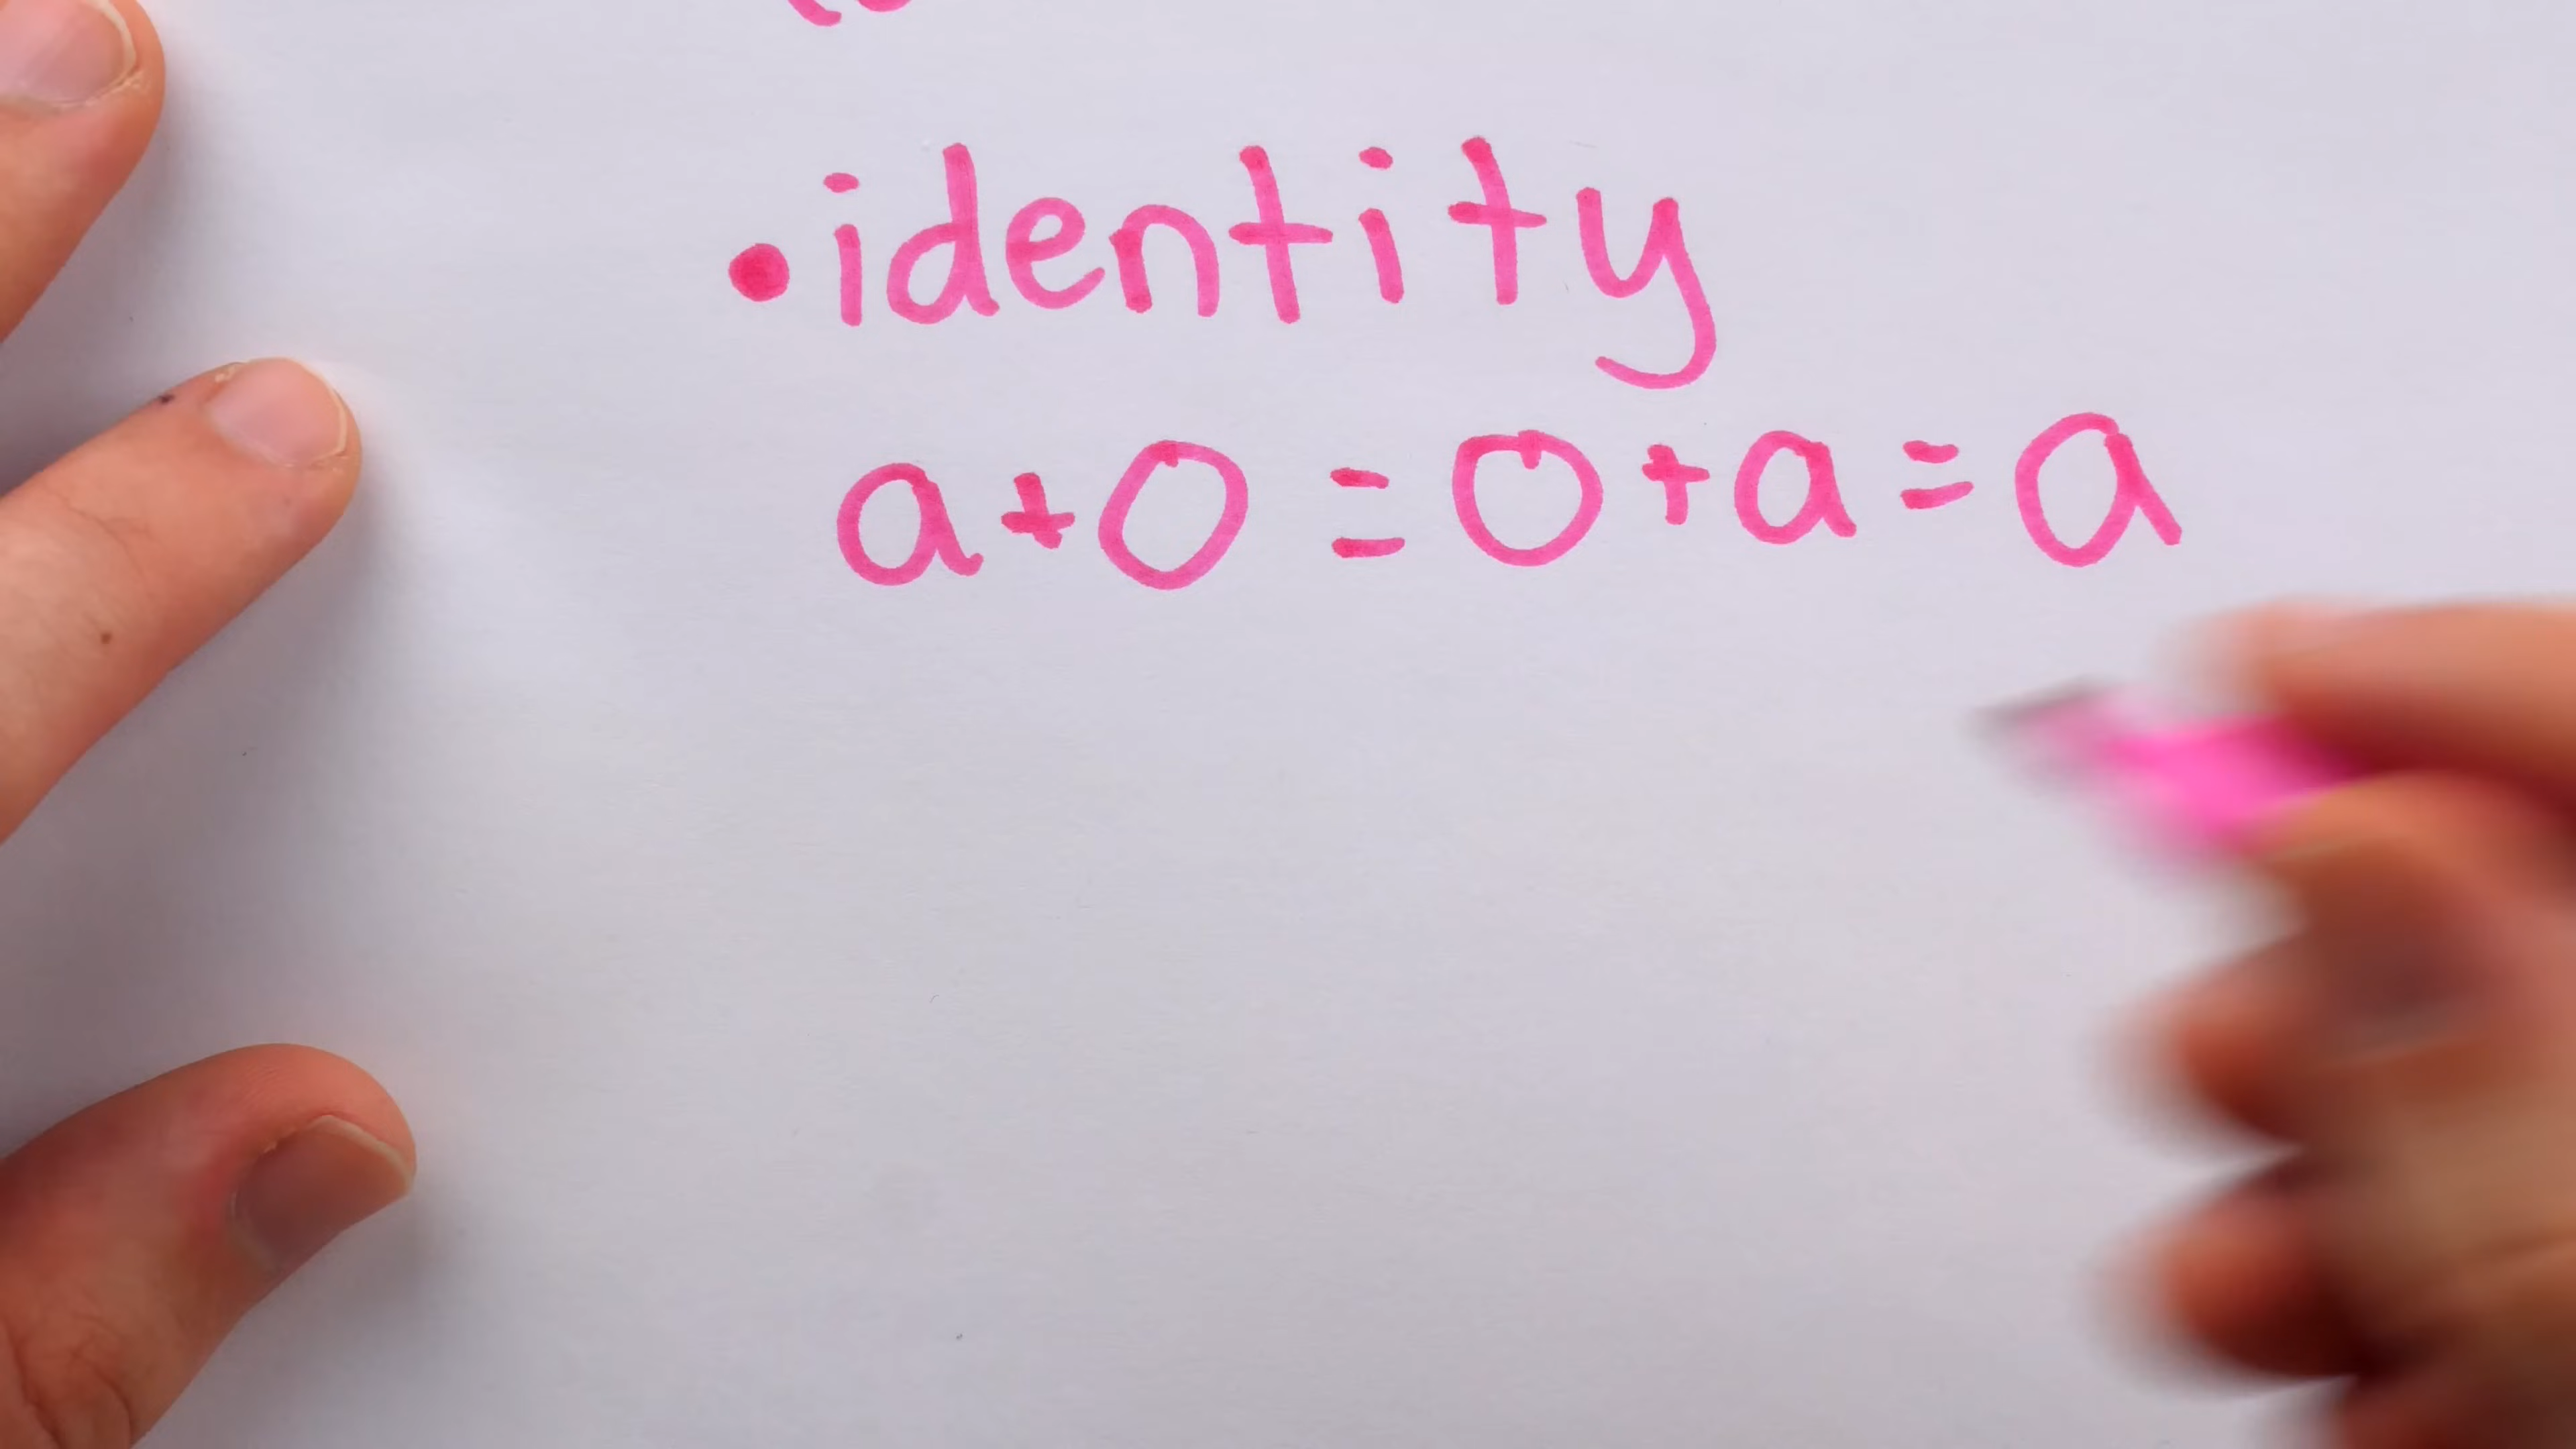 •identity
a+0 = 0+a = a